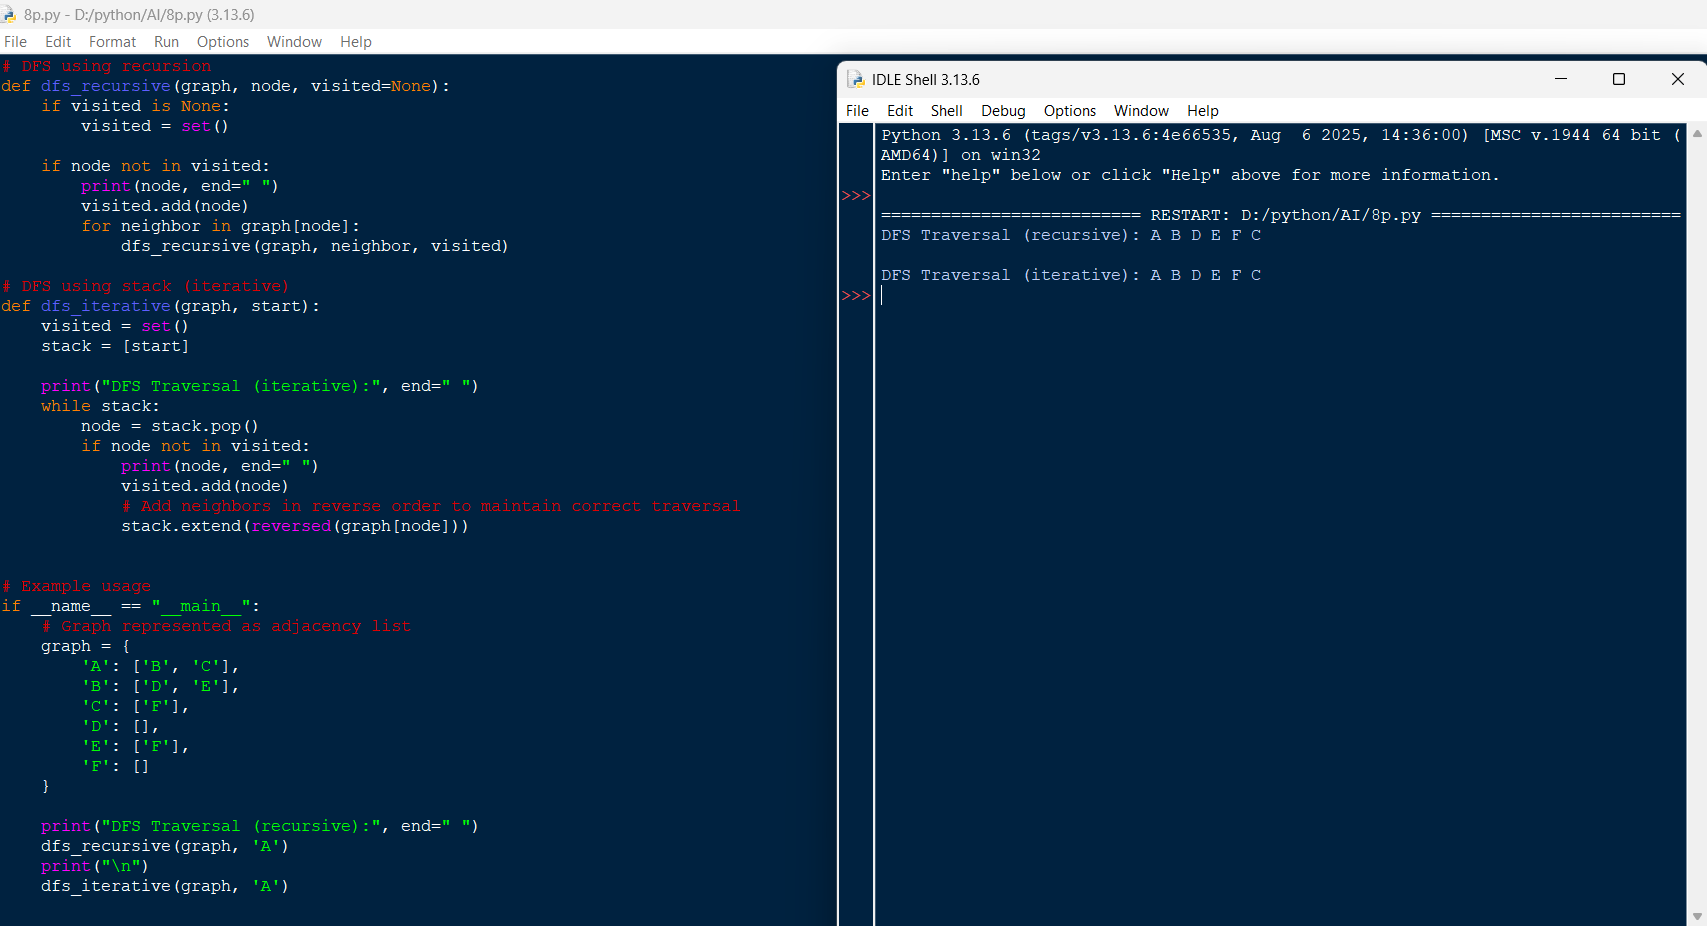 8p.py - D:/python/AI/8p.py (3.13.6)
File Edit Format Run Options Window Help
# DFS using recursion
def dfs_recursive(graph, node, visited=None):
    if visited is None:
        visited = set()

    if node not in visited:
        print(node, end=" ")
        visited.add(node)
        for neighbor in graph[node]:
            dfs_recursive(graph, neighbor, visited)

# DFS using stack (iterative)
def dfs_iterative(graph, start):
    visited = set()
    stack = [start]

    print("DFS Traversal (iterative):", end=" ")
    while stack:
        node = stack.pop()
        if node not in visited:
            print(node, end=" ")
            visited.add(node)
            # Add neighbors in reverse order to maintain correct traversal
            stack.extend(reversed(graph[node]))


# Example usage
if __name__ == "__main__":
    # Graph represented as adjacency list
    graph = {
        'A': ['B', 'C'],
        'B': ['D', 'E'],
        'C': ['F'],
        'D': [],
        'E': ['F'],
        'F': []
    }

    print("DFS Traversal (recursive):", end=" ")
    dfs_recursive(graph, 'A')
    print("\n")
    dfs_iterative(graph, 'A')
IDLE Shell 3.13.6
File Edit Shell Debug Options Window Help
Python 3.13.6 (tags/v3.13.6:4e66535, Aug  6 2025, 14:36:00) [MSC v.1944 64 bit (
AMD64)] on win32
Enter "help" below or click "Help" above for more information.
>>>
========================== RESTART: D:/python/AI/8p.py =========================
DFS Traversal (recursive): A B D E F C

DFS Traversal (iterative): A B D E F C
>>>